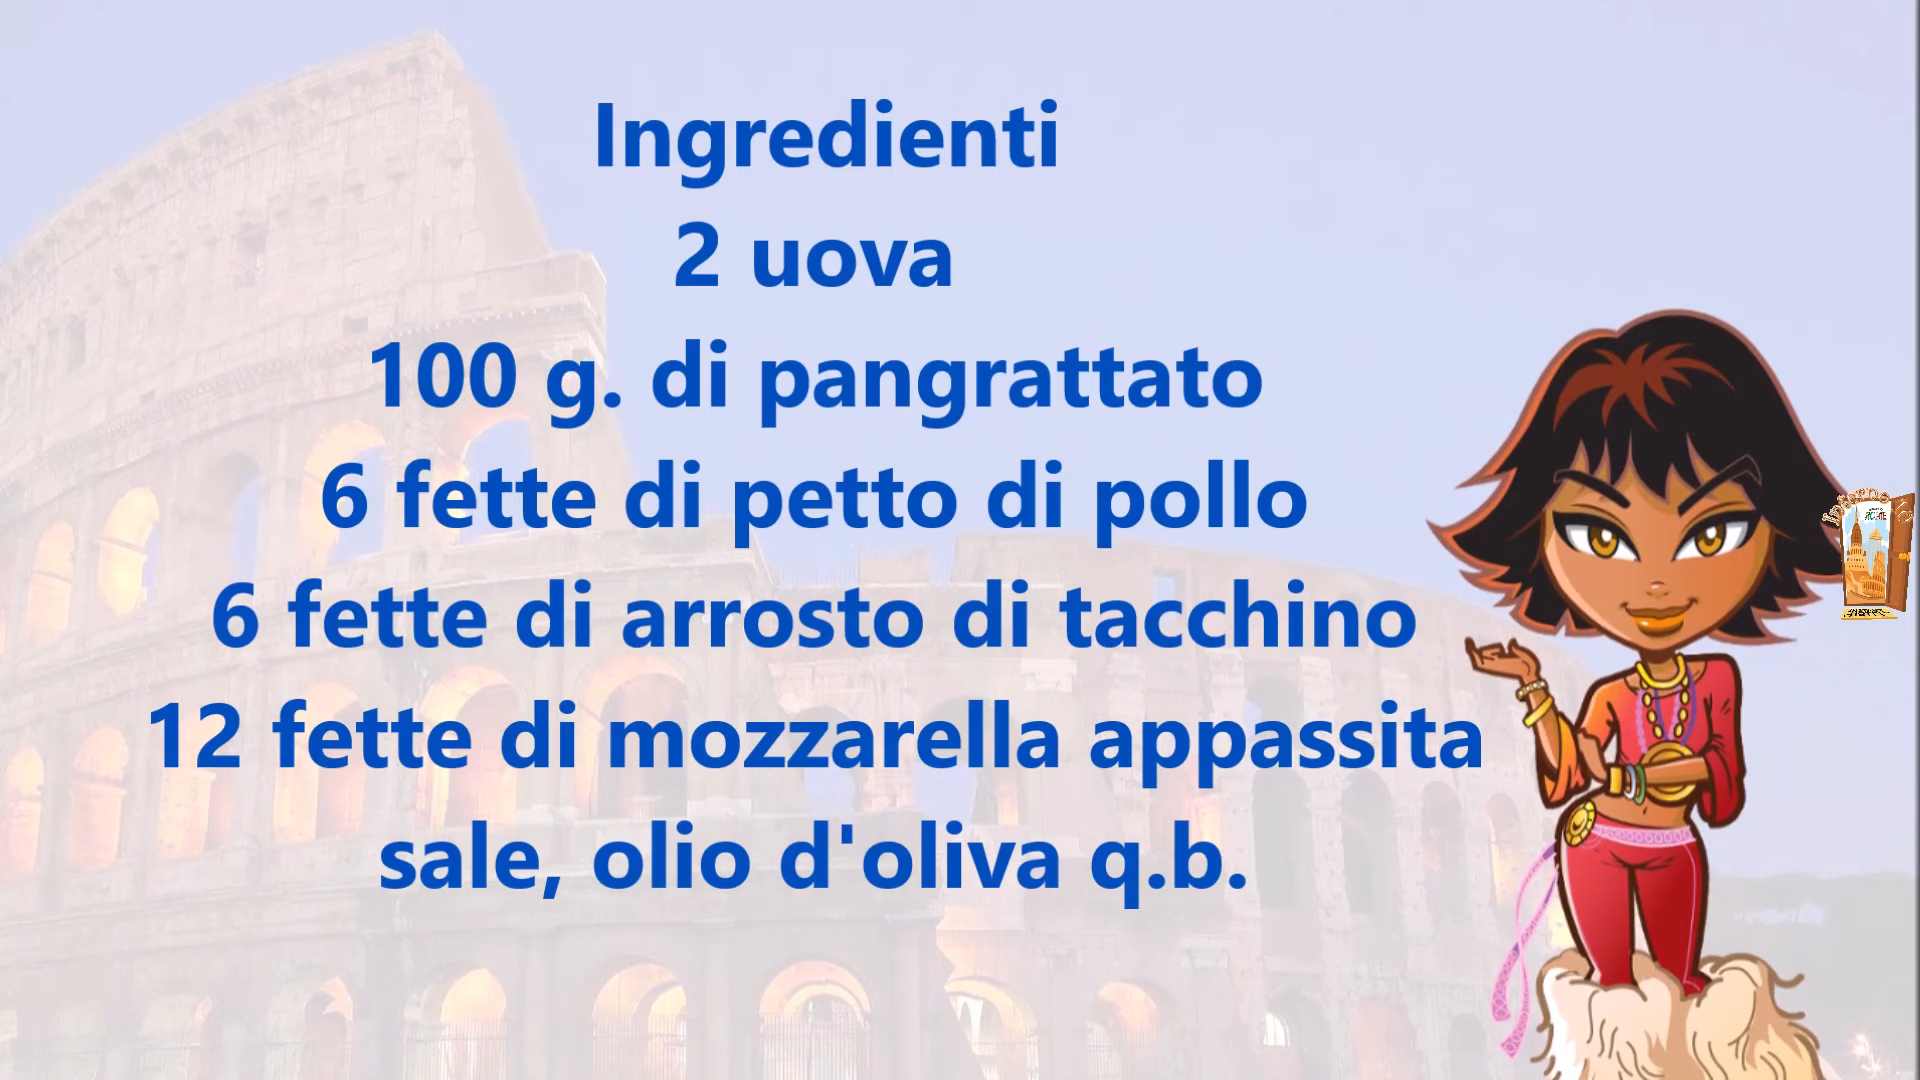 Ingredienti
2 uova
100 g. di pangrattato
6 fette di petto di pollo
6 fette di arrosto di tacchino
12 fette di mozzarella appassita
sale, olio d'oliva q.b.